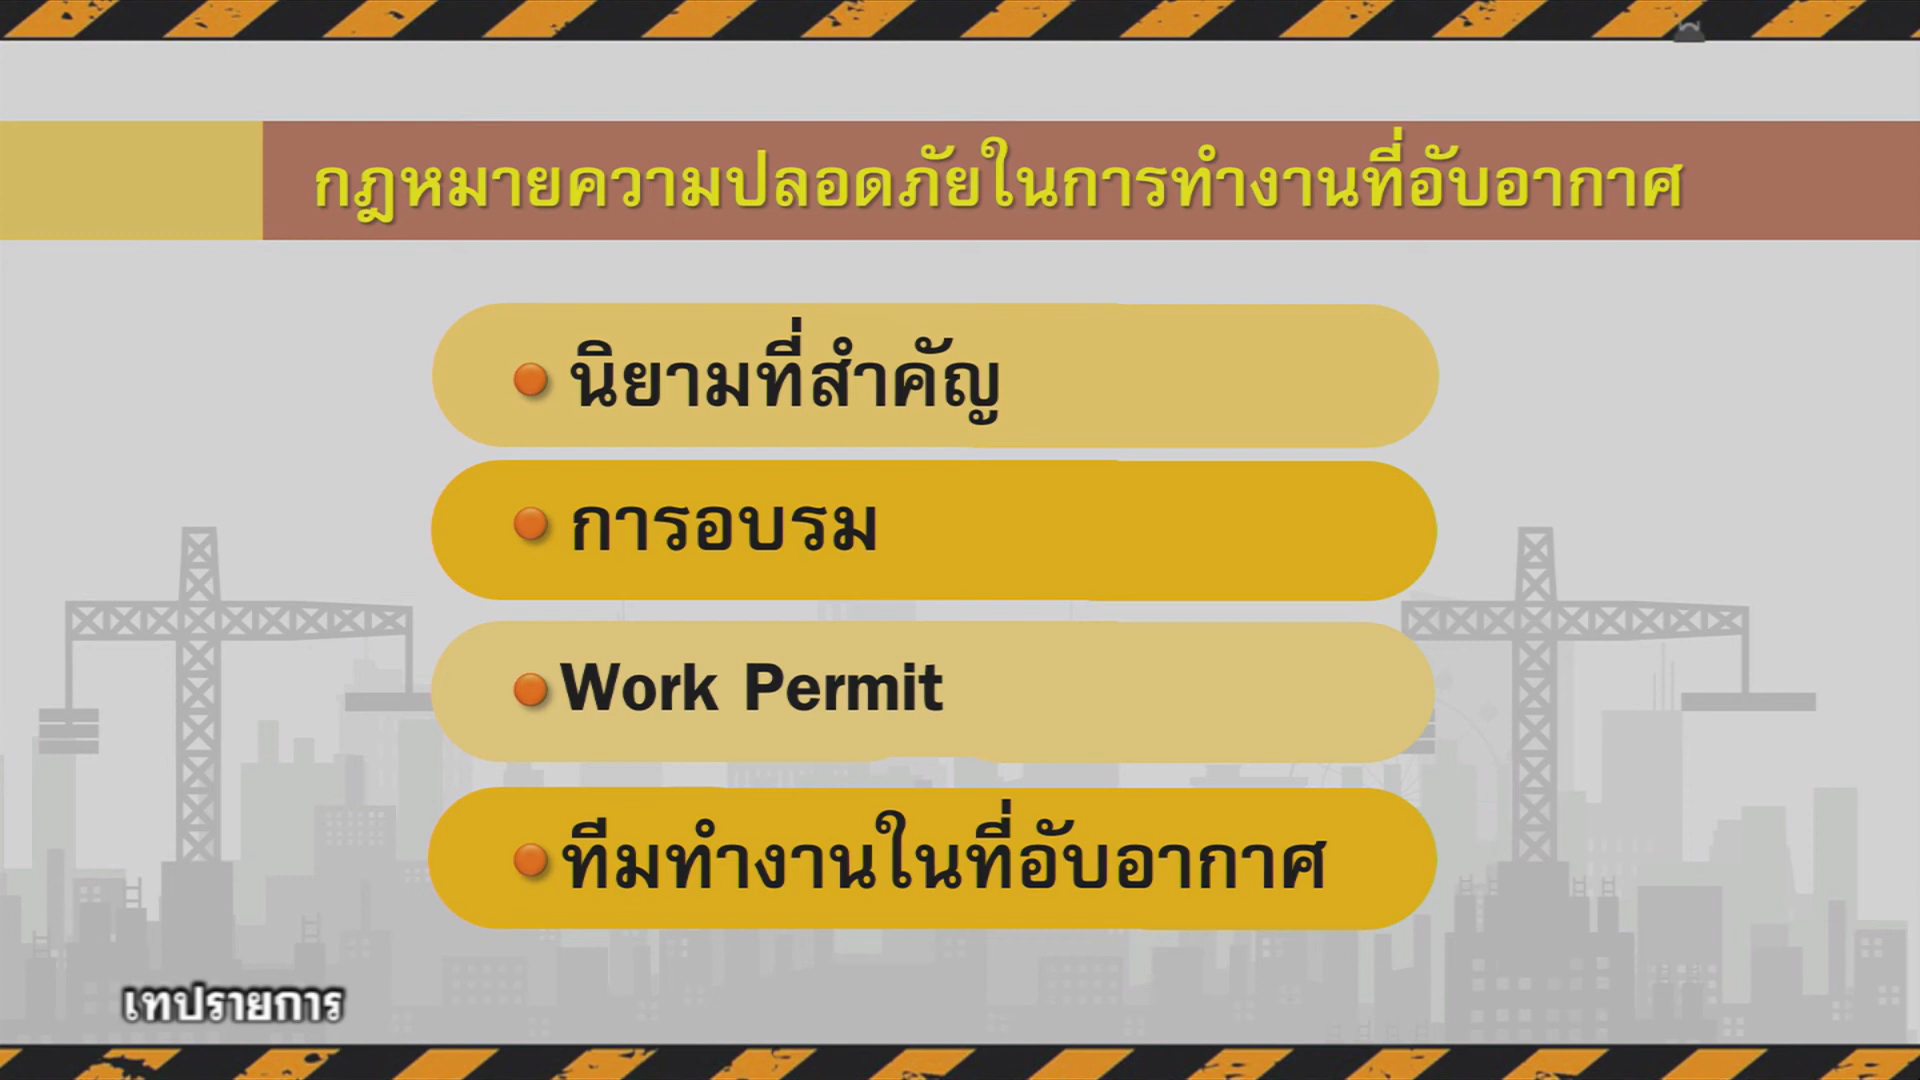 กฎหมายความปลอดภัยในการทำงานที่อับอากาศ
นิยามที่สำคัญ
การอบรม
Work Permit
ทีมทำงานในที่อับอากาศ
เทปรายการ